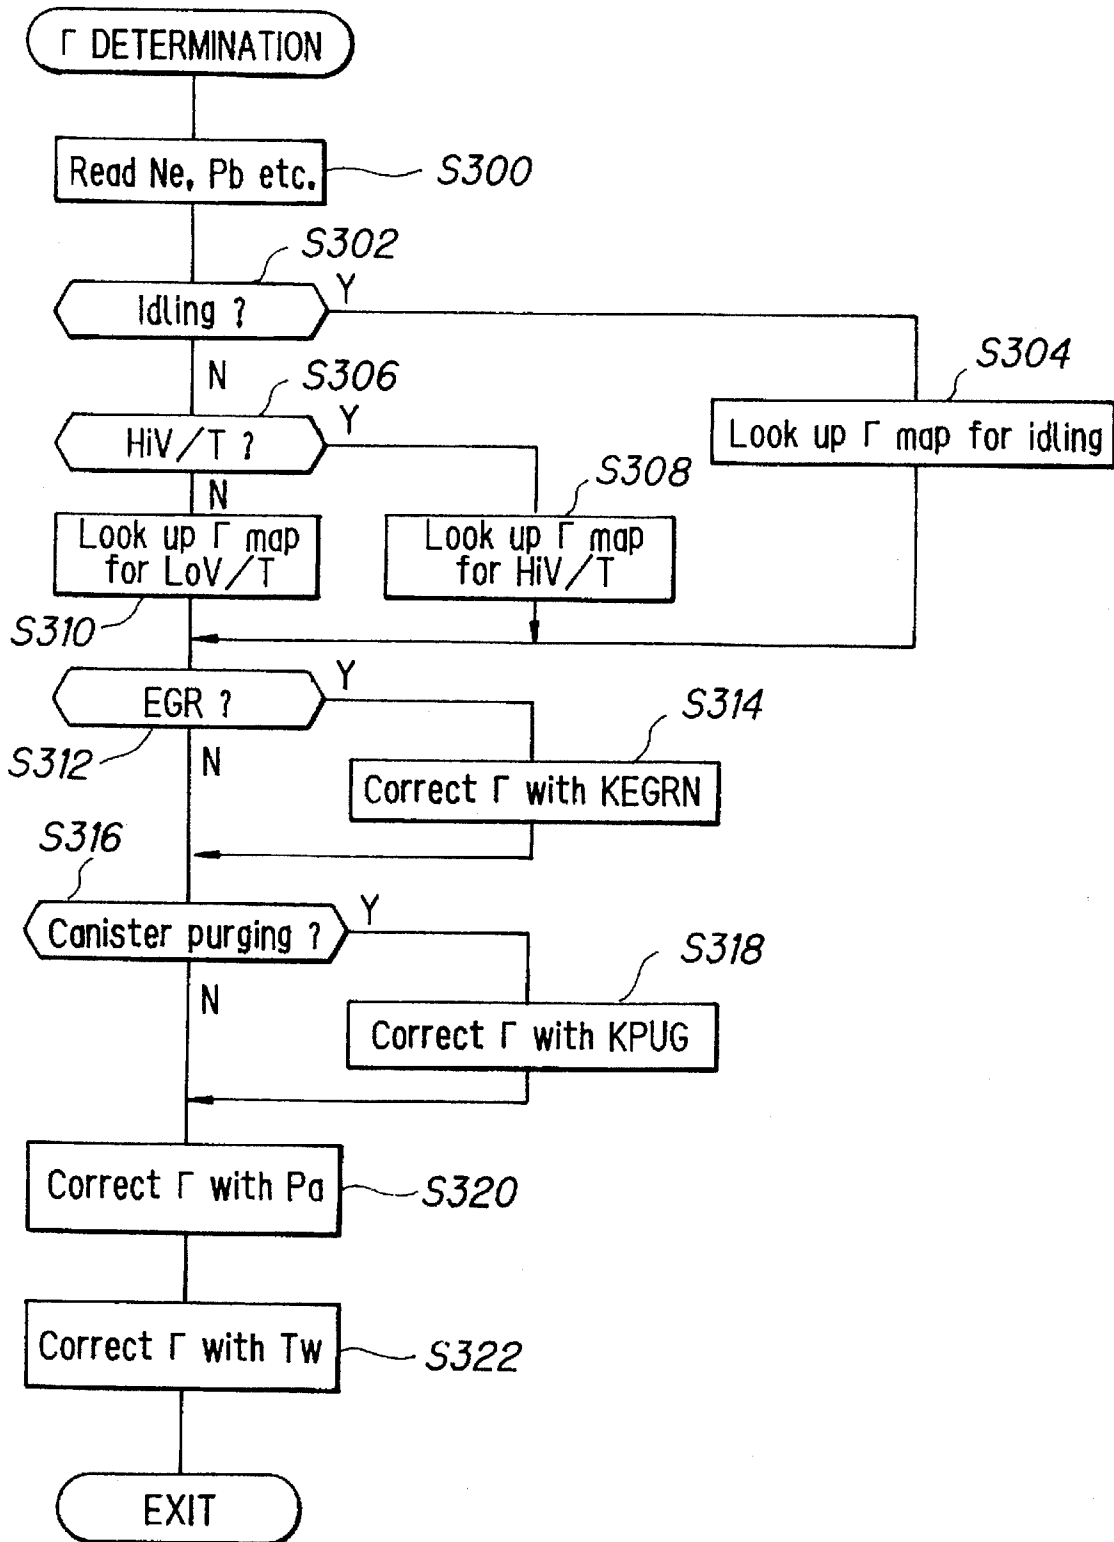 Γ DETERMINATION
Read Ne, Pb etc.
S300
S302
Idling ?
Y
N
S304
Look up Γ map for idling
S306
HiV/T ?
Y
N
S308
Look up Γ map
for LoV/T
Look up Γ map
for HiV/T
S310
EGR ?
Y
S312
N
S314
Correct Γ with KEGRN
S316
Canister purging ?
Y
N
S318
Correct Γ with KPUG
Correct Γ with Pa
S320
Correct Γ with Tw
S322
EXIT